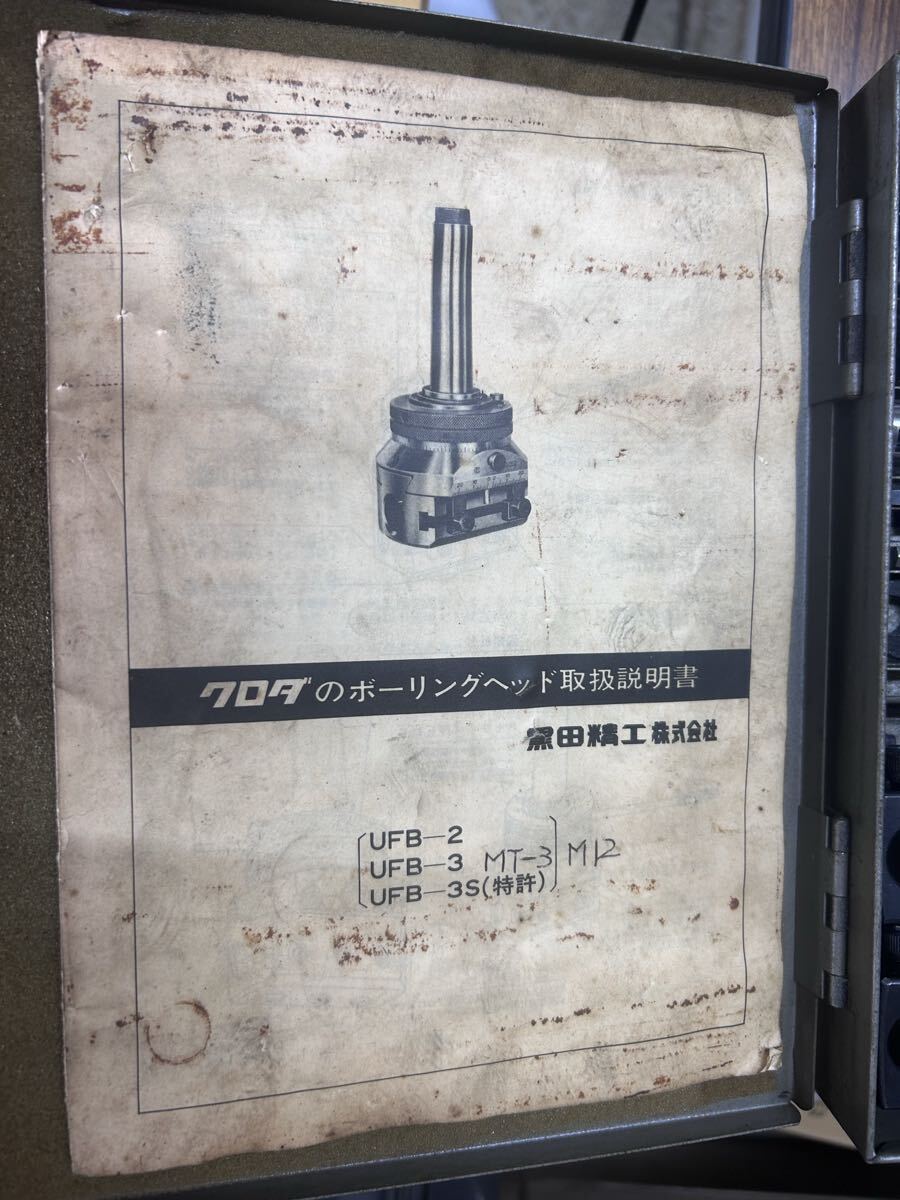 クロダのボーリングヘッド取扱説明書
黒田精工株式会社
UFB-2
UFB-3 MT-3 M12
UFB-3S(特許)